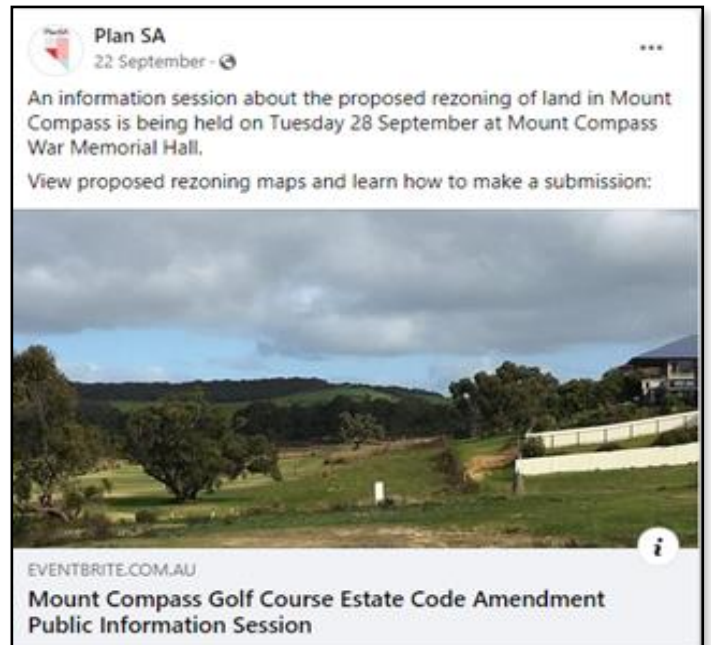 Plan SA
22 September
An information session about the proposed rezoning of land in Mount
Compass is being held on Tuesday 28 September at Mount Compass
War Memorial Hall.
View proposed rezoning maps and learn how to make a submission:
i
EVENTBRITE.COM.AU
Mount Compass Golf Course Estate Code Amendment
Public Information Session